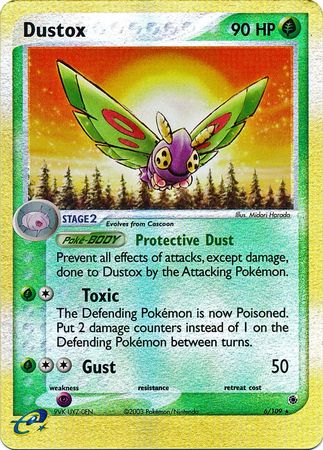 Dustox 90 HP
Illus. Midori Harada
STAGE2
Evolves from Cascoon
Poké-BODY Protective Dust
Prevent all effects of attacks, except damage,
done to Dustox by the Attacking Pokémon.
Toxic
The Defending Pokémon is now Poisoned.
Put 2 damage counters instead of 1 on the
Defending Pokémon between turns.
Gust 50
weakness resistance retreat cost
©2003 Pokémon/Nintendo 6/109 ★
e